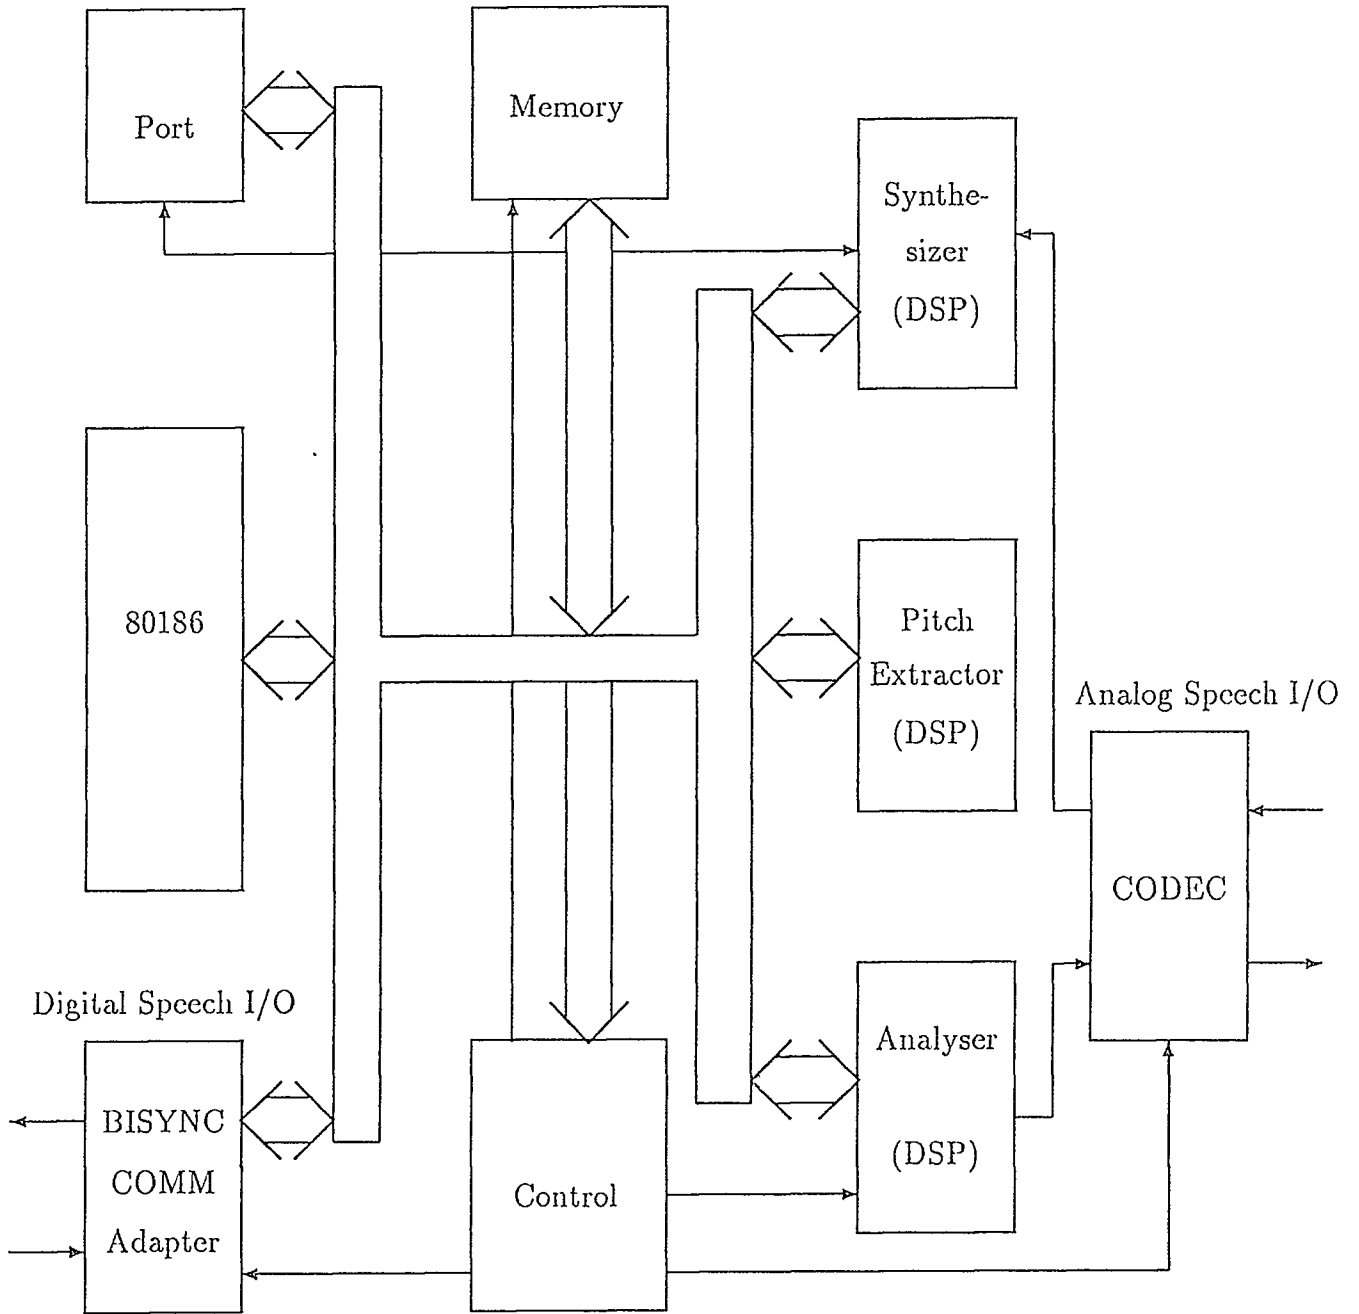 Port
Memory
Synthe-
sizer
(DSP)
80186
Pitch
Extractor
(DSP)
Analog Speech I/O
CODEC
Digital Speech I/O
BISYNC
COMM
Adapter
Control
Analyser
(DSP)